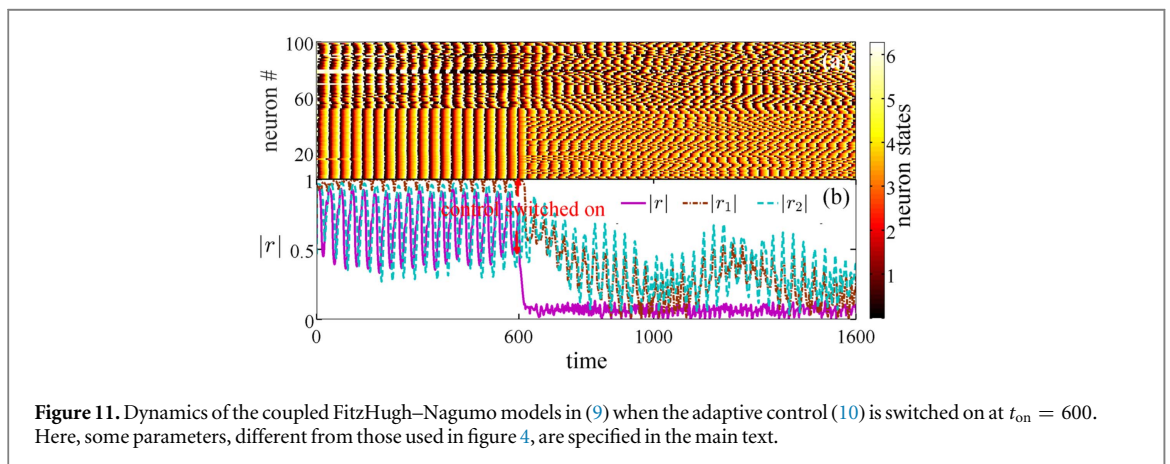 100
60
20
1
neuron #
(a)
6
5
4
3
2
1
neuron states
(b)
|r| |r₁| |r₂|
control switched on
|r|
0.5
0
0 600 1000 1600
time
Figure 11. Dynamics of the coupled FitzHugh–Nagumo models in (9) when the adaptive control (10) is switched on at tₒₙ = 600.
Here, some parameters, different from those used in figure 4, are specified in the main text.